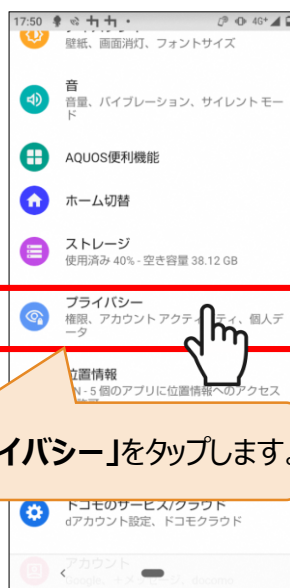 17:50
4G+
壁紙、画面消灯、フォントサイズ
音
音量、バイブレーション、サイレント モー
ド
AQUOS便利機能
ホーム切替
ストレージ
使用済み 40% - 空き容量 38.12 GB
プライバシー
権限、アカウント アクティビティ、個人デ
ータ
位置情報
ON - 5 個のアプリに位置情報へのアクセス
イバシー」をタップします。
ドコモのサービス/クラウド
dアカウント設定、ドコモクラウド
アカウント